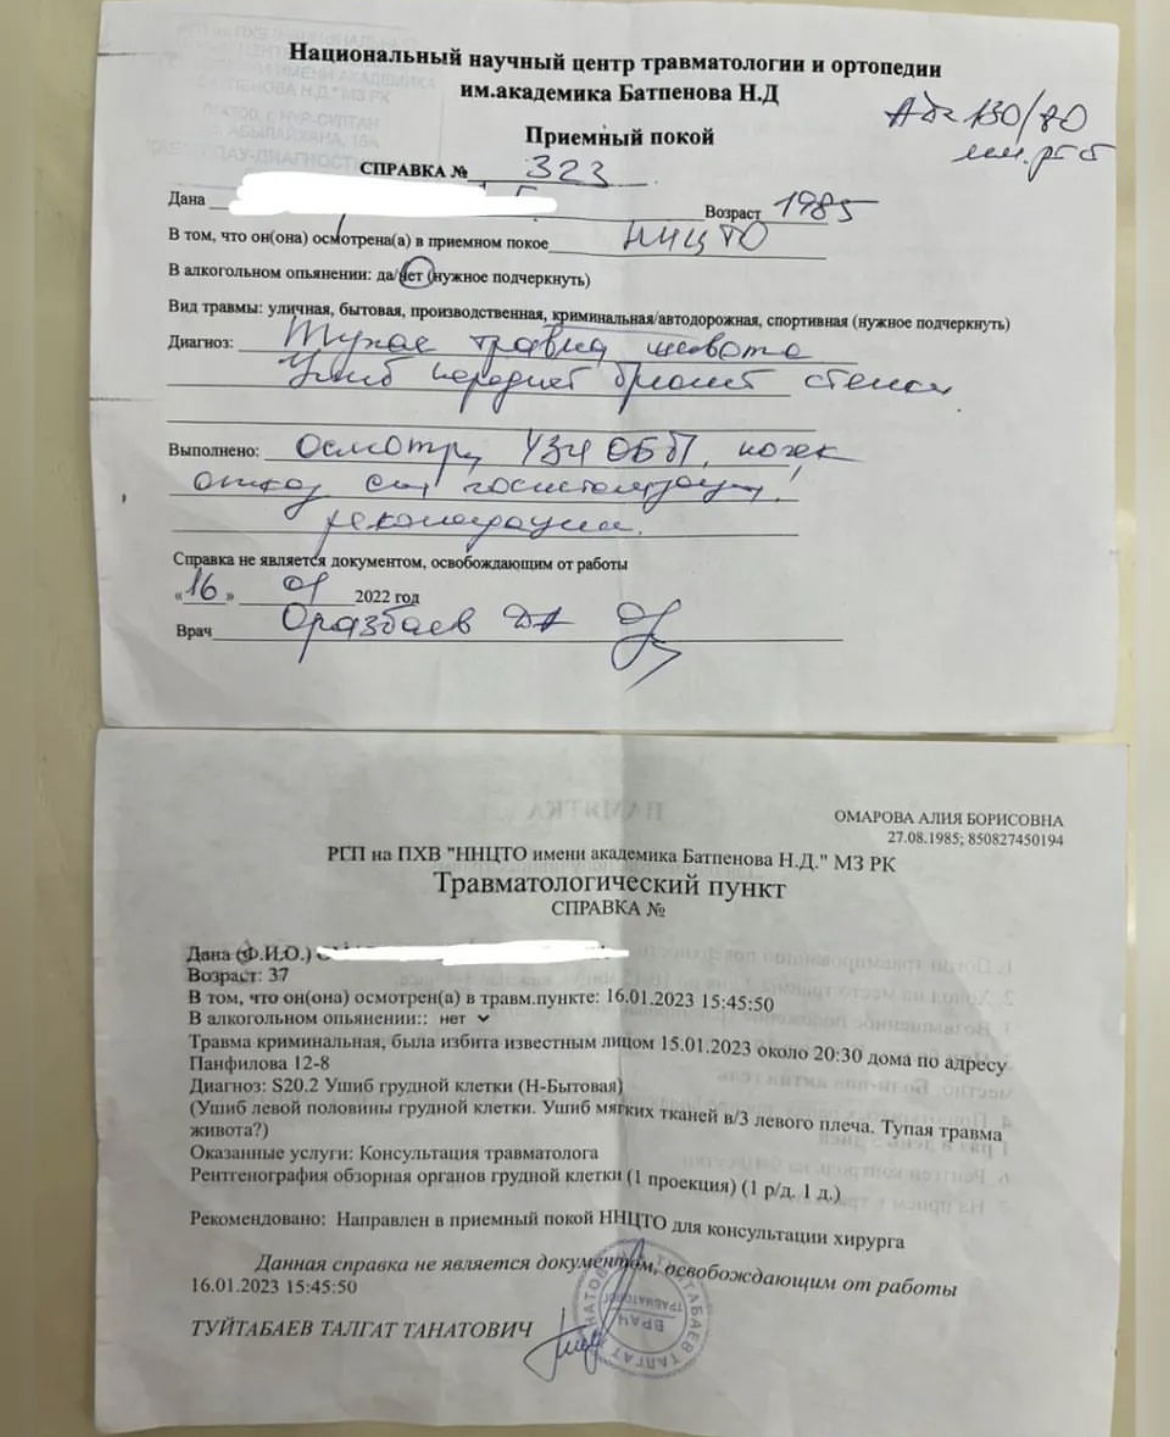 Национальный научный центр травматологии и ортопедии
им.академика Батпенова Н.Д
АД= 130/80
мм.рт ст
Приемный покой
СПРАВКА № 323
Дана
Возраст 1985
В том, что он(она) осмотрена(а) в приемном покое ННЦТО
В алкогольном опьянении: да/нет (нужное подчеркнуть)
Вид травмы: уличная, бытовая, производственная, криминальная/автодорожная, спортивная (нужное подчеркнуть)
Диагноз: Тупая травма живота
Ушиб передней брюшн стенки
Выполнено: Осмотр, УЗИ ОБП, почек
отказ от госпитализации,
рекомендации.
Справка не является документом, освобождающим от работы
«16» 01 2022 год
Врач Оразбаев
ОМАРОВА АЛИЯ БОРИСОВНА
27.08.1985; 850827450194
РГП на ПХВ "ННЦТО имени академика Батпенова Н.Д." МЗ РК
Травматологический пункт
СПРАВКА №
Дана (Ф.И.О.)
Возраст: 37
В том, что он(она) осмотрен(а) в травм.пункте: 16.01.2023 15:45:50
В алкогольном опьянении:: нет
Травма криминальная, была избита известным лицом 15.01.2023 около 20:30 дома по адресу
Панфилова 12-8
Диагноз: S20.2 Ушиб грудной клетки (Н-Бытовая)
(Ушиб левой половины грудной клетки. Ушиб мягких тканей в/3 левого плеча. Тупая травма
живота?)
Оказанные услуги: Консультация травматолога
Рентгенография обзорная органов грудной клетки (1 проекция) (1 р/д. 1 д.)
Рекомендовано: Направлен в приемный покой ННЦТО для консультации хирурга
Данная справка не является документом, освобождающим от работы
16.01.2023 15:45:50
ТУЙТАБАЕВ ТАЛГАТ ТАНАТОВИЧ
ВРАЧ